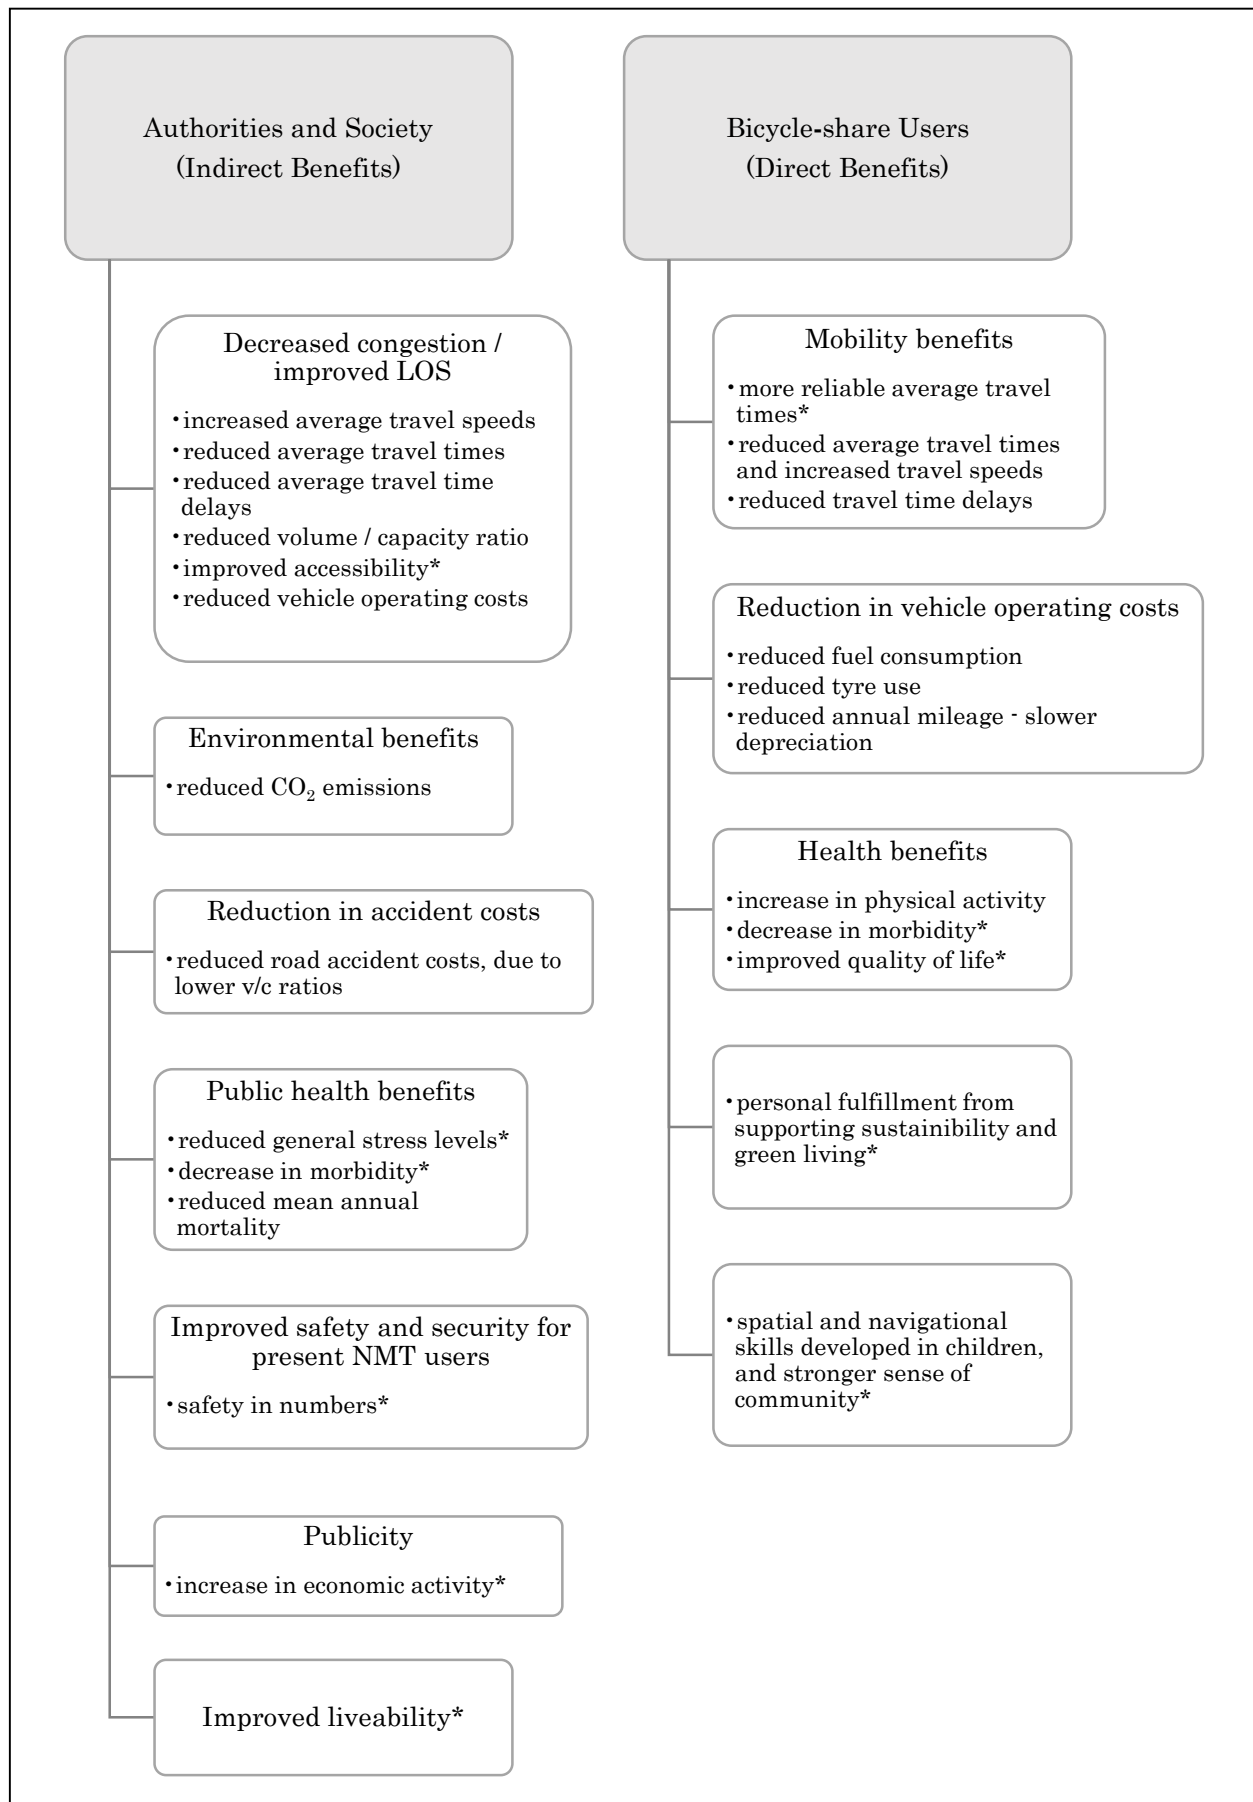 Authorities and Society
(Indirect Benefits)
Decreased congestion /
improved LOS
•increased average travel speeds
•reduced average travel times
•reduced average travel time
delays
•reduced volume / capacity ratio
•improved accessibility*
•reduced vehicle operating costs
Environmental benefits
•reduced CO₂ emissions
Reduction in accident costs
•reduced road accident costs, due to
lower v/c ratios
Public health benefits
•reduced general stress levels*
•decrease in morbidity*
•reduced mean annual
mortality
Improved safety and security for
present NMT users
•safety in numbers*
Publicity
•increase in economic activity*
Improved liveability*
Bicycle-share Users
(Direct Benefits)
Mobility benefits
•more reliable average travel
times*
•reduced average travel times
and increased travel speeds
•reduced travel time delays
Reduction in vehicle operating costs
•reduced fuel consumption
•reduced tyre use
•reduced annual mileage - slower
depreciation
Health benefits
•increase in physical activity
•decrease in morbidity*
•improved quality of life*
•personal fulfillment from
supporting sustainibility and
green living*
•spatial and navigational
skills developed in children,
and stronger sense of
community*